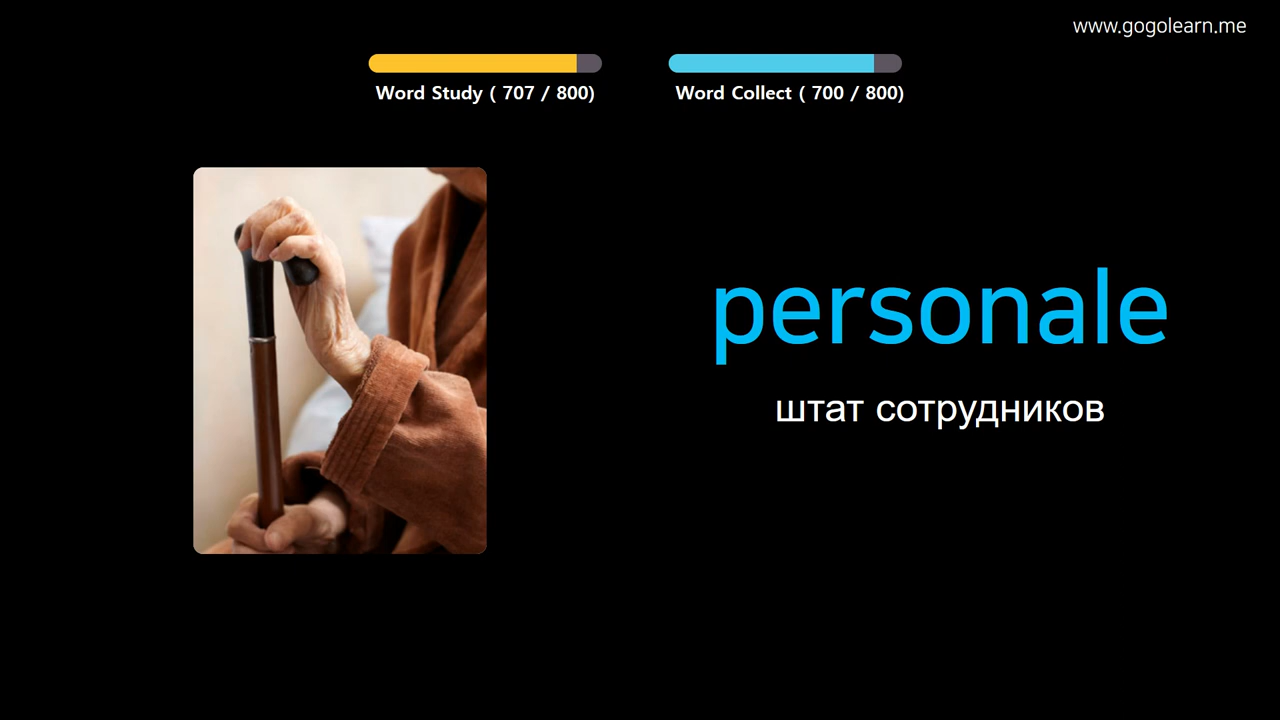 www.gogolearn.me
Word Study ( 707 / 800)
Word Collect ( 700 / 800)
personale
штат сотрудников